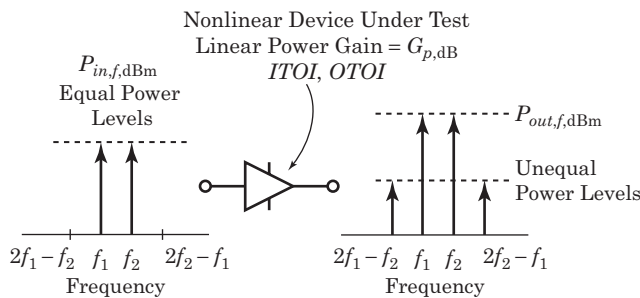 Nonlinear Device Under Test
Linear Power Gain = G_{p,dB}
ITOI, OTOI
P_{in,f,dBm}
Equal Power
Levels
P_{out,f,dBm}
Unequal
Power Levels
2f_1 – f_2 f_1 f_2 2f_2 – f_1
Frequency
2f_1 – f_2 f_1 f_2 2f_2 – f_1
Frequency